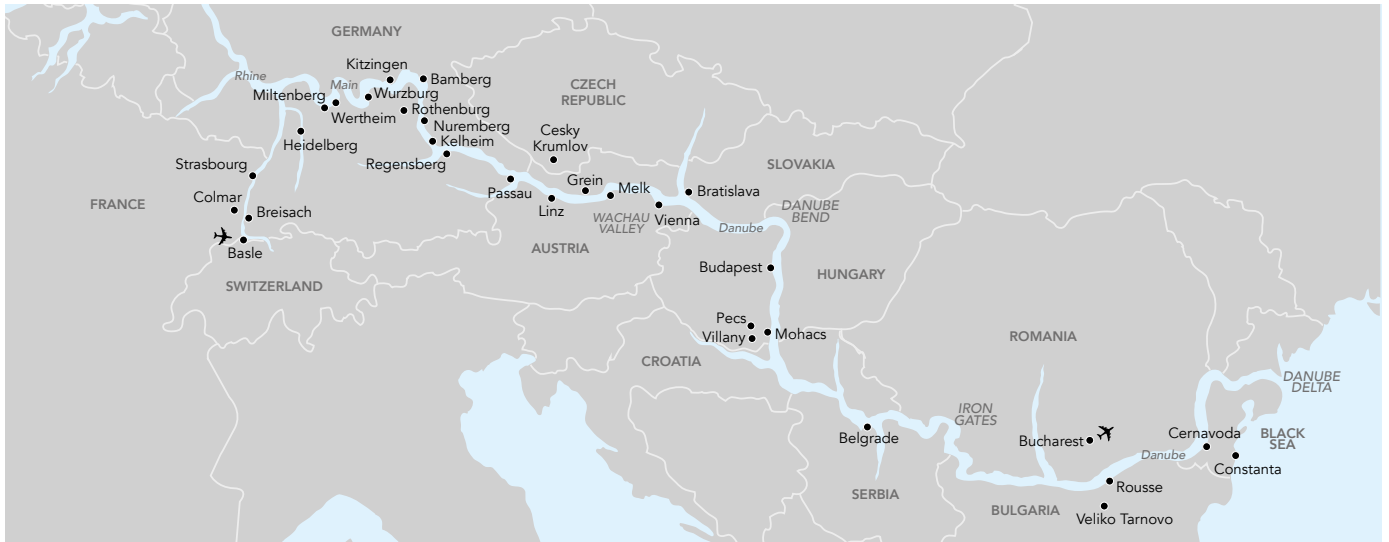 GERMANY
Kitzingen
Rhine
Main
Bamberg
Miltenberg
Wurzburg
CZECH
REPUBLIC
Wertheim
Rothenburg
Nuremberg
Heidelberg
Kelheim
Cesky
Krumlov
Strasbourg
Regensberg
SLOVAKIA
Grein
Melk
Bratislava
Passau
Colmar
FRANCE
Breisach
Linz
WACHAU
VALLEY
Vienna
DANUBE
BEND
Danube
Basle
AUSTRIA
Budapest
HUNGARY
SWITZERLAND
Pecs
Villany
Mohacs
ROMANIA
CROATIA
DANUBE
DELTA
IRON
GATES
Belgrade
Bucharest
Cernavoda
BLACK
SEA
Danube
Constanta
SERBIA
Rousse
BULGARIA
Veliko Tarnovo